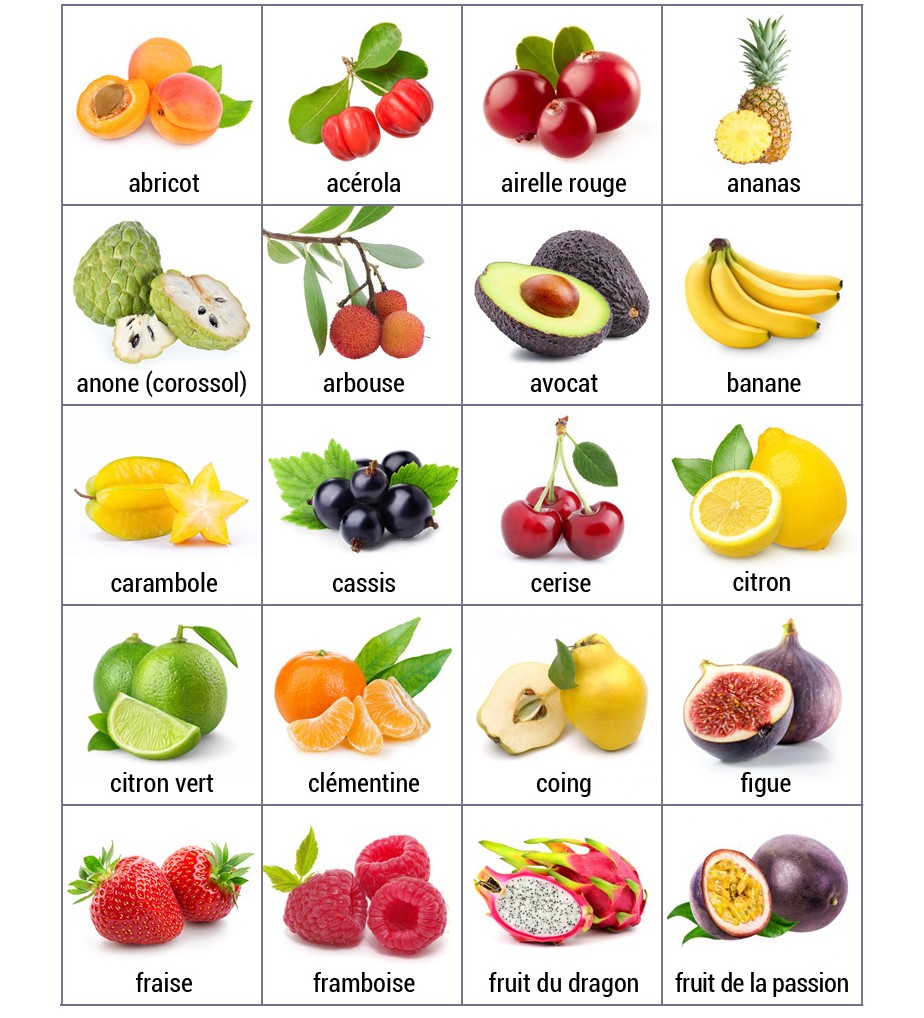 abricot
acérola
airelle rouge
ananas
anone (corossol)
arbouse
avocat
banane
carambole
cassis
cerise
citron
citron vert
clémentine
coing
figue
fraise
framboise
fruit du dragon
fruit de la passion